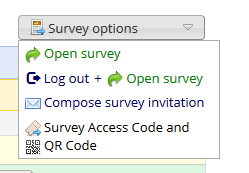 Survey options
Open survey
Log out + Open survey
Compose survey invitation
Survey Access Code and
QR Code